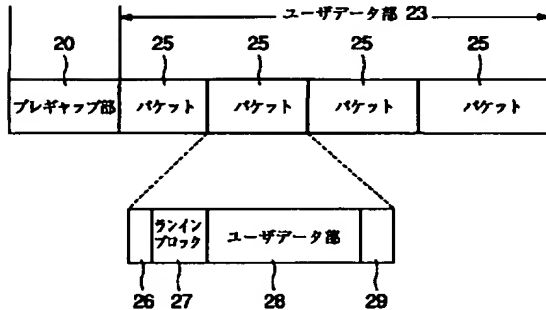 ユーザデータ部 23
20 25 25 25 25
プレギャップ部 パケット パケット パケット パケット
ランイン
ブロック
ユーザデータ部
26 27 28 29